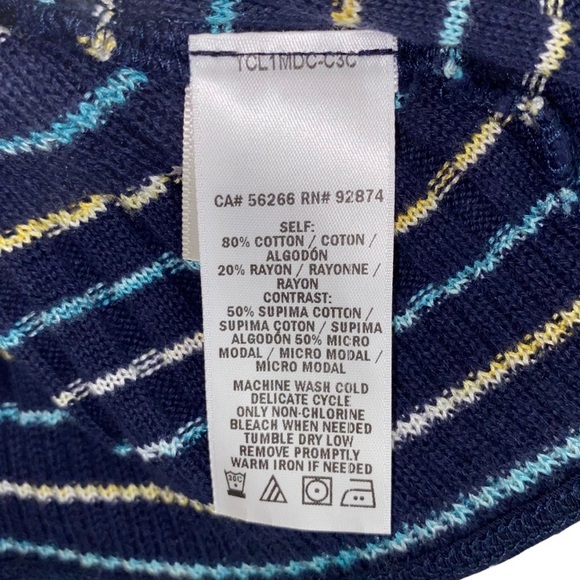 TCL1MDC-C3C
CA# 56266 RN# 92874
SELF:
80% COTTON / COTON /
ALGODÓN
20% RAYON / RAYONNE /
RAYON
CONTRAST:
50% SUPIMA COTTON /
SUPIMA COTON / SUPIMA
ALGODÓN 50% MICRO
MODAL / MICRO MODAL /
MICRO MODAL
MACHINE WASH COLD
DELICATE CYCLE
ONLY NON-CHLORINE
BLEACH WHEN NEEDED
TUMBLE DRY LOW
REMOVE PROMPTLY
WARM IRON IF NEEDED
30C